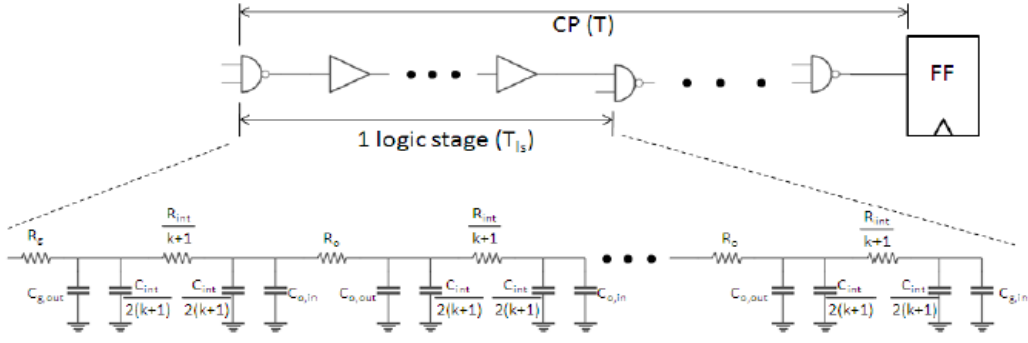 CP (T)
FF
1 logic stage (T_ls)
R_int
k+1
R_int
k+1
R_int
k+1
R_g
R_o
R_o
C_g,out
C_int
2(k+1)
C_int
2(k+1)
C_o,in
C_o,out
C_int
2(k+1)
C_int
2(k+1)
C_o,in
C_o,out
C_int
2(k+1)
C_int
2(k+1)
C_g,in